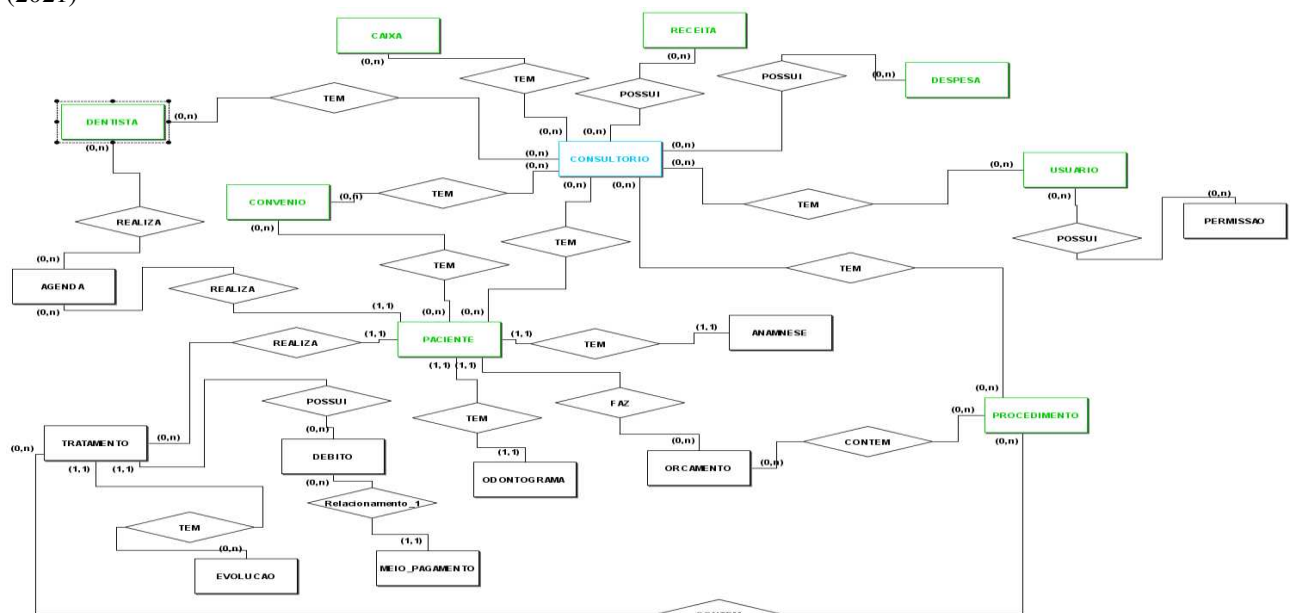 (2021)
CAIXA
RECEITA
(0,n)
(0,n)
TEM
POSSUI
(0,n)
DESPESA
POSSUI
TEM
(0,n)
DENTISTA
(0,n)
(0,n)
(0,n)
(0,n)
(0,n)
CONSULTORIO
(0,n)
(0,n)
(0,n)
(0,n)
(0,n)
(0,n)
USUARIO
CONVENIO
(0,n)
TEM
TEM
(0,n)
PERMISSAO
REALIZA
(0,n)
(0,n)
POSSUI
TEM
TEM
TEM
(0,n)
AGENDA
(0,n)
REALIZA
(1,1)
(0,n)
(0,n)
REALIZA
(1,1)
PACIENTE
(1,1)
TEM
(1,1)
ANAMNESE
(1,1)
(1,1)
POSSUI
FAZ
TEM
(0,n)
PROCEDIMENTO
(0,n)
(0,n)
(0,n)
TRATAMENTO
(0,n)
(0,n)
(0,n)
CONTEM
(1,1)
(1,1)
DEBITO
(1,1)
ORCAMENTO
(0,n)
ODONTOGRAMA
(0,n)
Relacionamento_1
TEM
(1,1)
(0,n)
EVOLUCAO
MEIO_PAGAMENTO